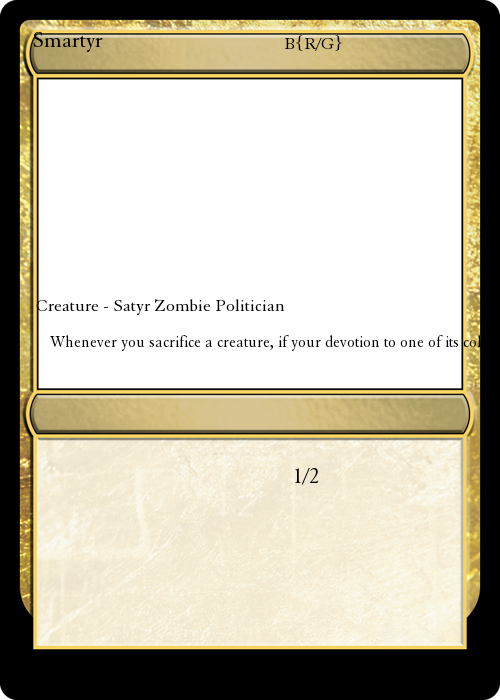 Smartyr B{R/G}
Creature - Satyr Zombie Politician
Whenever you sacrifice a creature, if your devotion to one of its
1/2